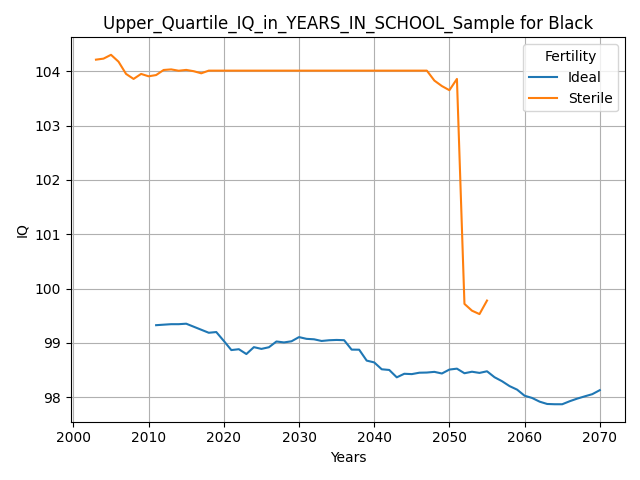 Upper_Quartile_IQ_in_YEARS_IN_SCHOOL_Sample for Black
Fertility
Ideal
Sterile
IQ
104
103
102
101
100
99
98
2000 2010 2020 2030 2040 2050 2060 2070
Years